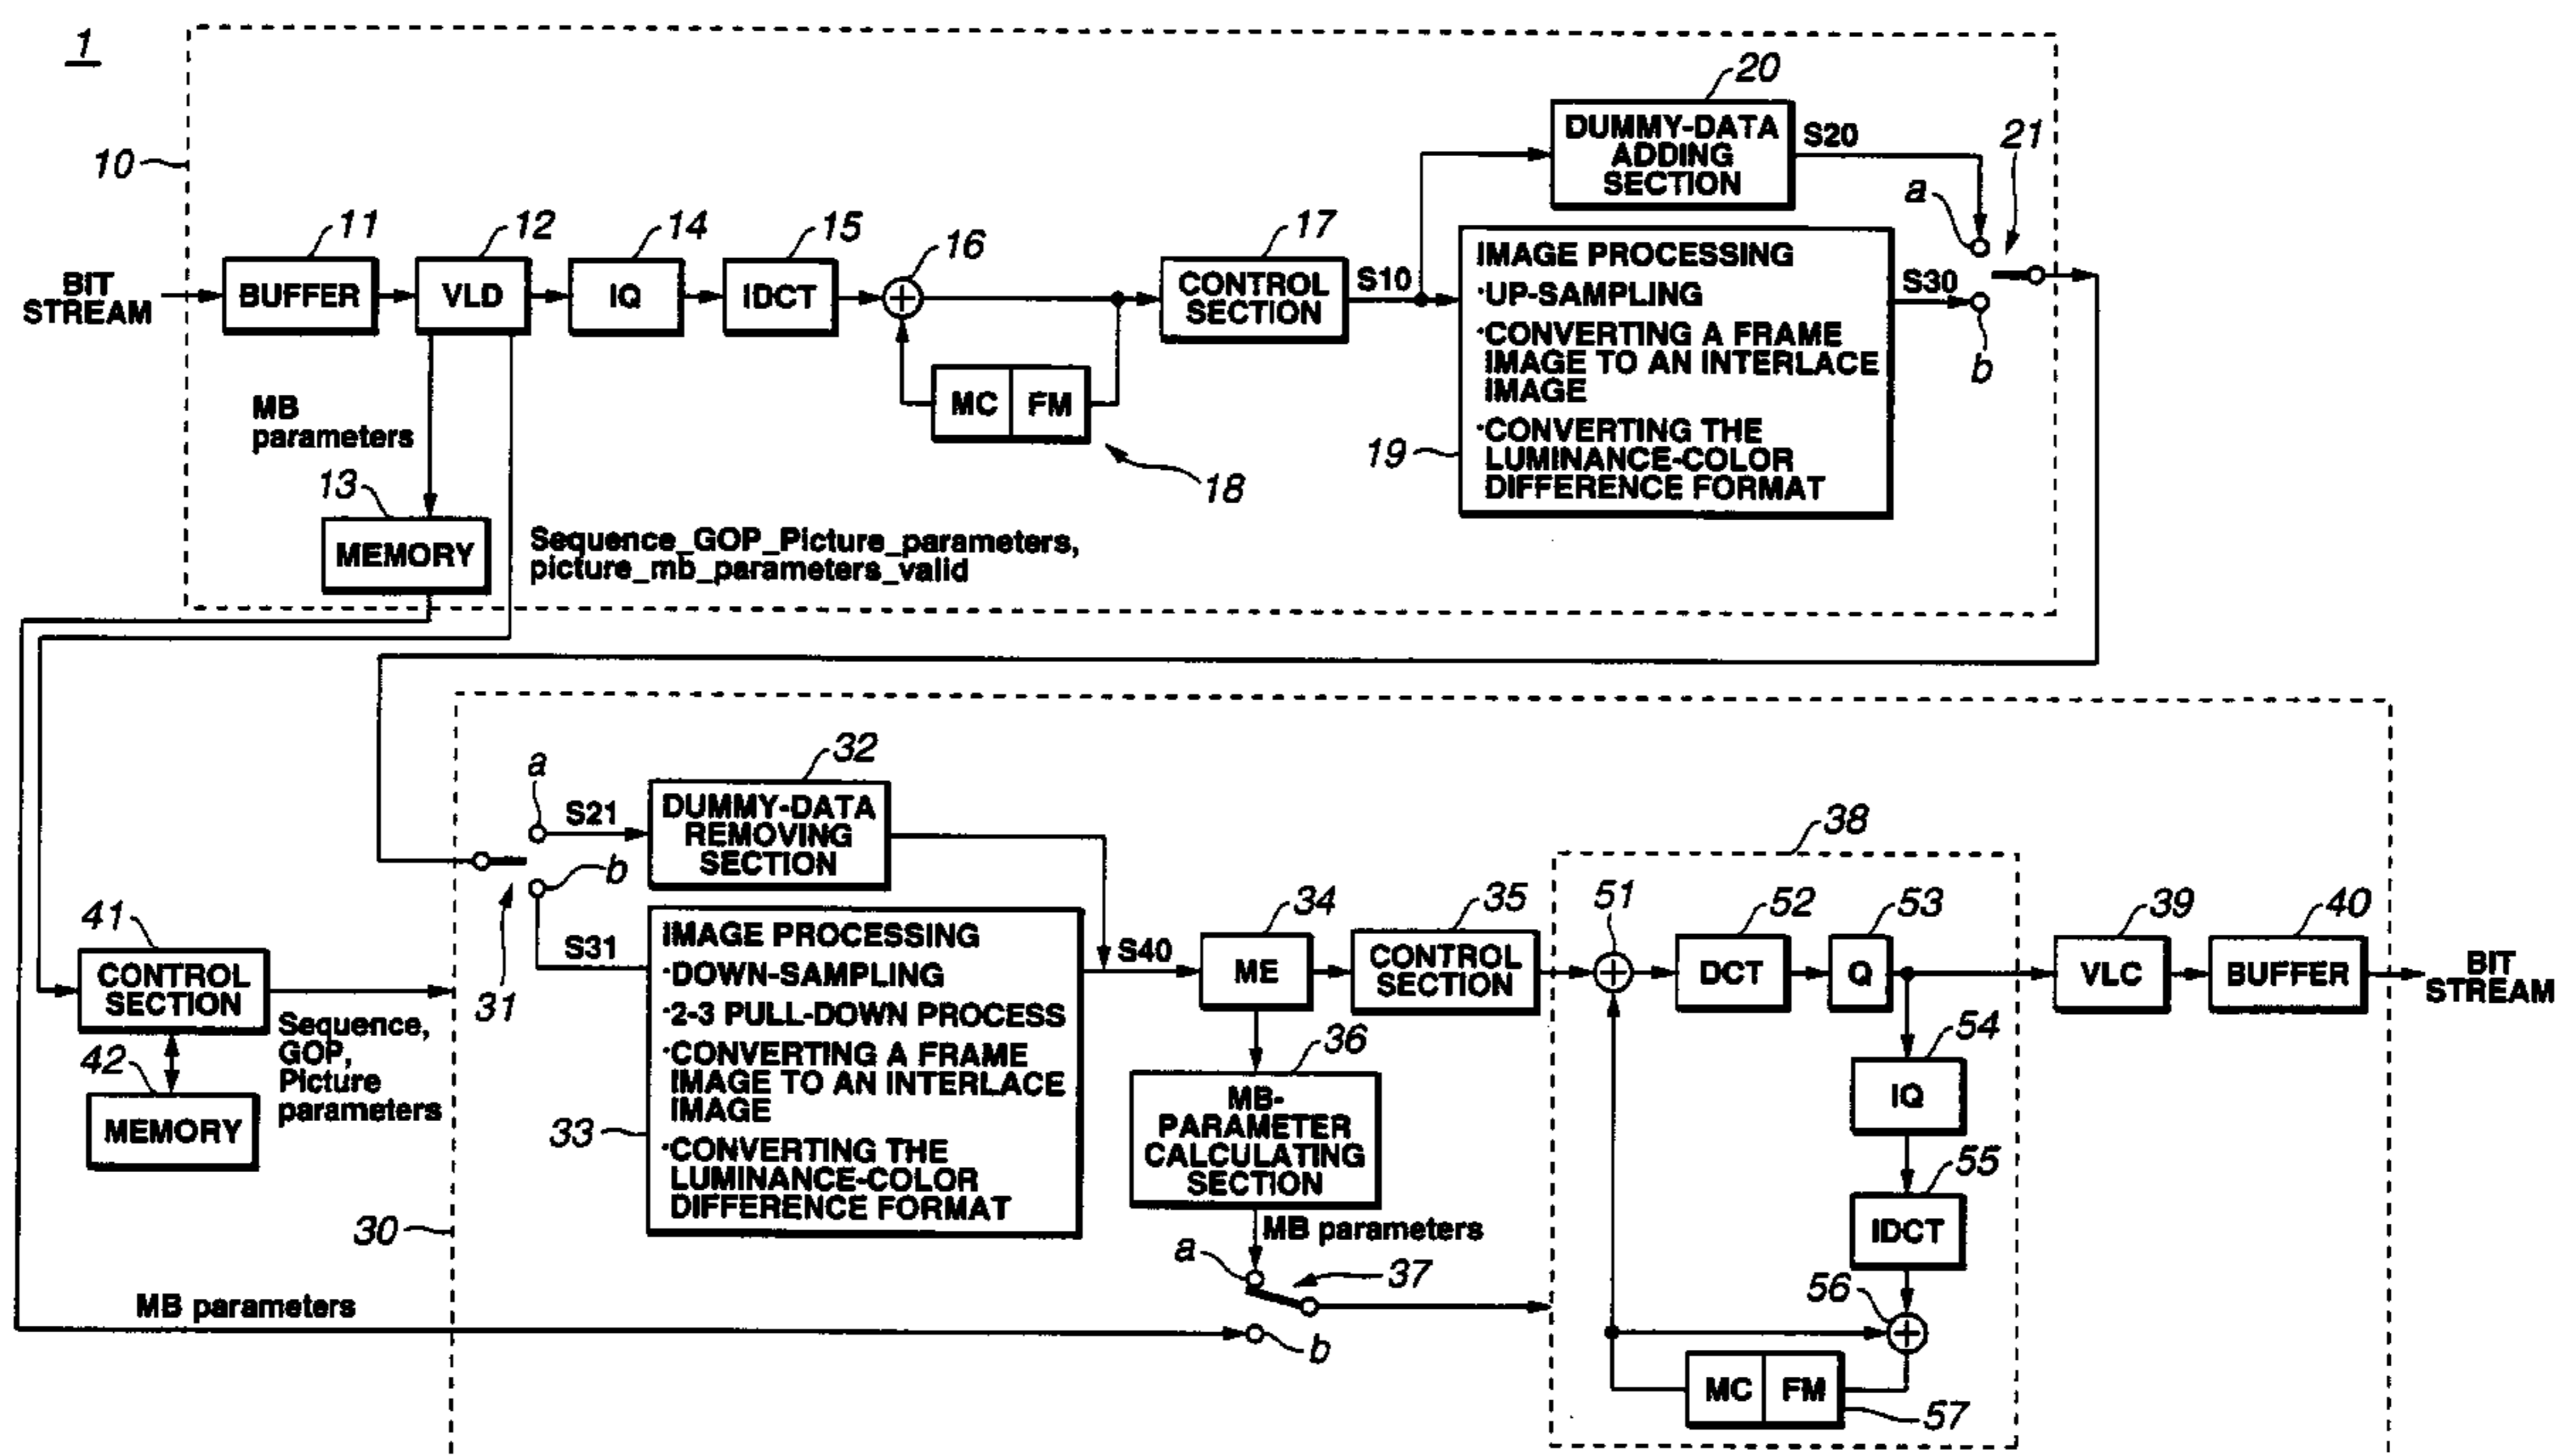 1
10
BIT
STREAM
11
BUFFER
12
VLD
14
IQ
15
IDCT
16
17
CONTROL
SECTION
S10
20
DUMMY-DATA
ADDING
SECTION
S20
21
a
IMAGE PROCESSING
·UP-SAMPLING
·CONVERTING A FRAME
IMAGE TO AN INTERLACE
IMAGE
·CONVERTING THE
LUMINANCE-COLOR
DIFFERENCE FORMAT
19
S30
b
MC
FM
18
MB
parameters
13
MEMORY
Sequence_GOP_Picture_parameters,
picture_mb_parameters_valid
41
CONTROL
SECTION
42
MEMORY
Sequence,
GOP,
Picture
parameters
30
a
S21
b
S31
31
32
DUMMY-DATA
REMOVING
SECTION
IMAGE PROCESSING
·DOWN-SAMPLING
·2-3 PULL-DOWN PROCESS
·CONVERTING A FRAME
IMAGE TO AN INTERLACE
IMAGE
·CONVERTING THE
LUMINANCE-COLOR
DIFFERENCE FORMAT
33
S40
34
ME
35
CONTROL
SECTION
36
MB-
PARAMETER
CALCULATING
SECTION
MB parameters
a
37
b
MB parameters
38
51
52
DCT
53
Q
54
IQ
55
IDCT
56
MC
FM
57
39
VLC
40
BUFFER
BIT
STREAM